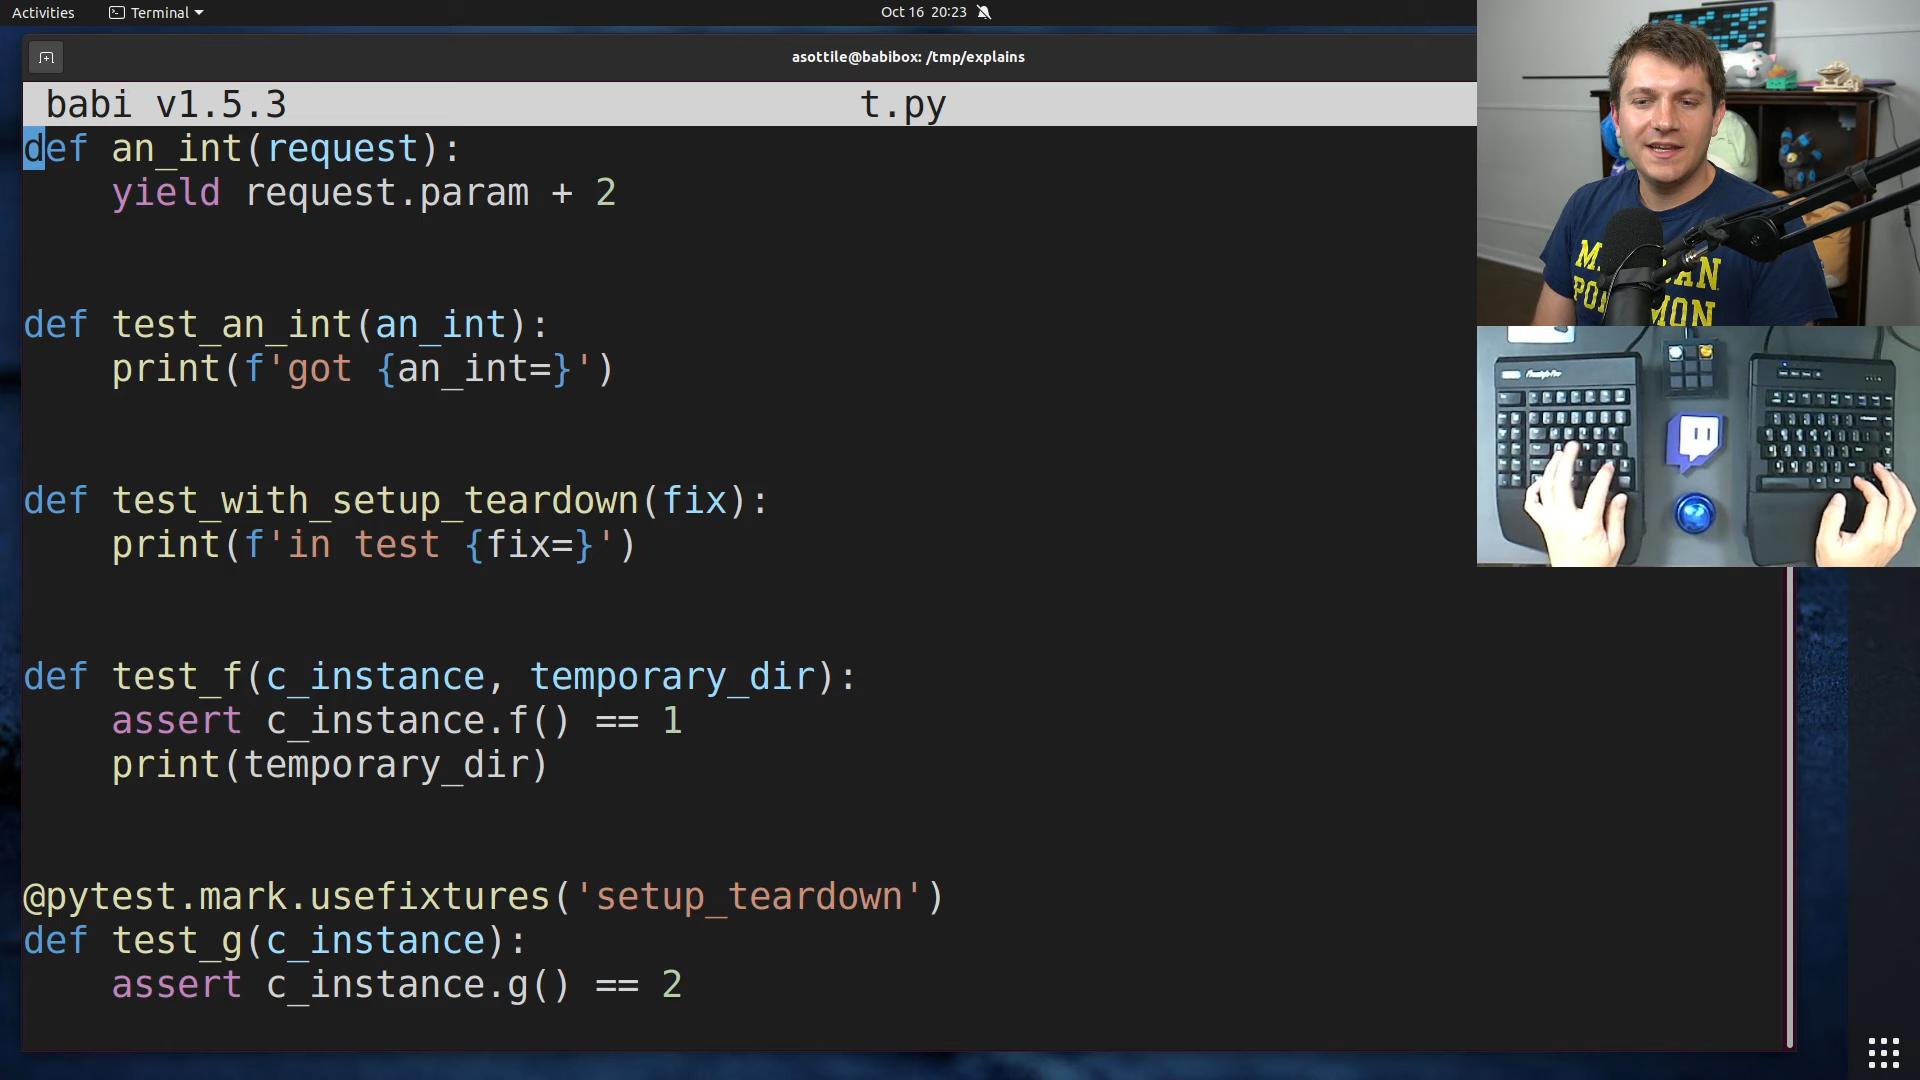 Activities
Terminal
Oct 16 20:23
asottile@babibox: /tmp/explains
babi v1.5.3
t.py
def an_int(request):
yield request.param + 2
def test_an_int(an_int):
print(f'got {an_int=}')
def test_with_setup_teardown(fix):
print(f'in test {fix=}')
def test_f(c_instance, temporary_dir):
assert c_instance.f() == 1
print(temporary_dir)
@pytest.mark.usefixtures('setup_teardown')
def test_g(c_instance):
assert c_instance.g() == 2